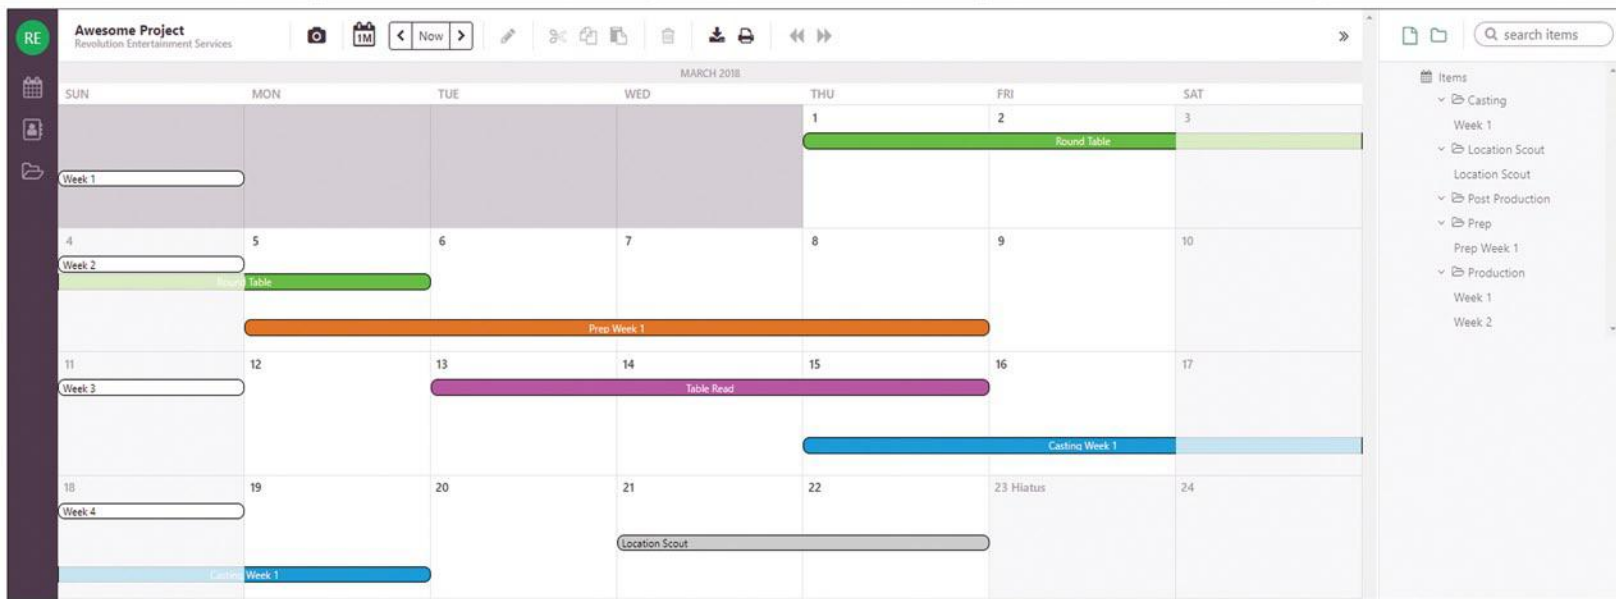 RE
Awesome Project
Revolution Entertainment Services
1M
Now
search items
MARCH 2018
SUN MON TUE WED THU FRI SAT
1 2 3
Round Table
Week 1
4 5 6 7 8 9 10
Week 2
Round Table
Prep Week 1
11 12 13 14 15 16 17
Week 3
Table Read
Casting Week 1
18 19 20 21 22 23 Hiatus 24
Week 4
Location Scout
Casting Week 1
Items
Casting
Week 1
Location Scout
Location Scout
Post Production
Prep
Prep Week 1
Production
Week 1
Week 2